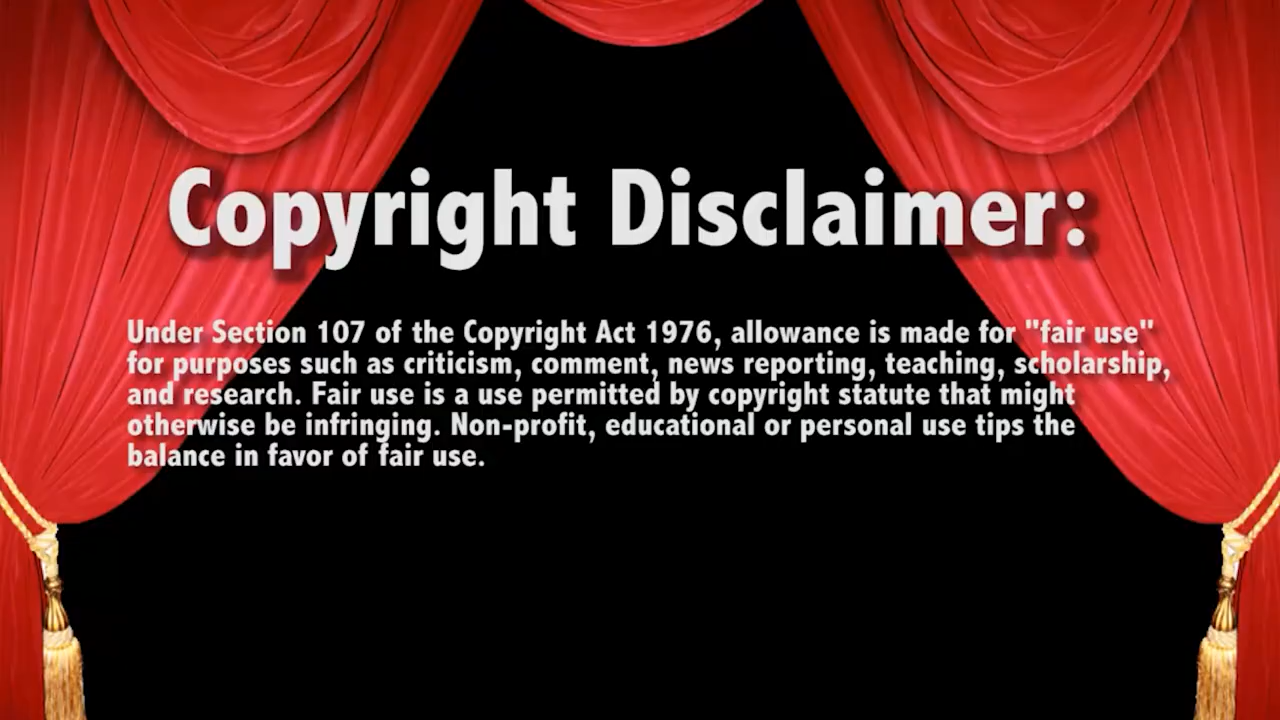 Copyright Disclaimer:
Under Section 107 of the Copyright Act 1976, allowance is made for "fair use"
for purposes such as criticism, comment, news reporting, teaching, scholarship,
and research. Fair use is a use permitted by copyright statute that might
otherwise be infringing. Non-profit, educational or personal use tips the
balance in favor of fair use.